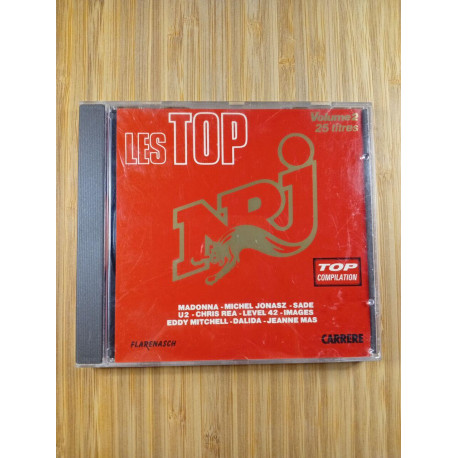 LES TOP
Volume 2
25 titres
NRJ
TOP
COMPILATION
MADONNA - MICHEL JONASZ - SADE
U2 - CHRIS REA - LEVEL 42 - IMAGES
EDDY MITCHELL - DALIDA - JEANNE MAS
FLARENASCH
CARRERE